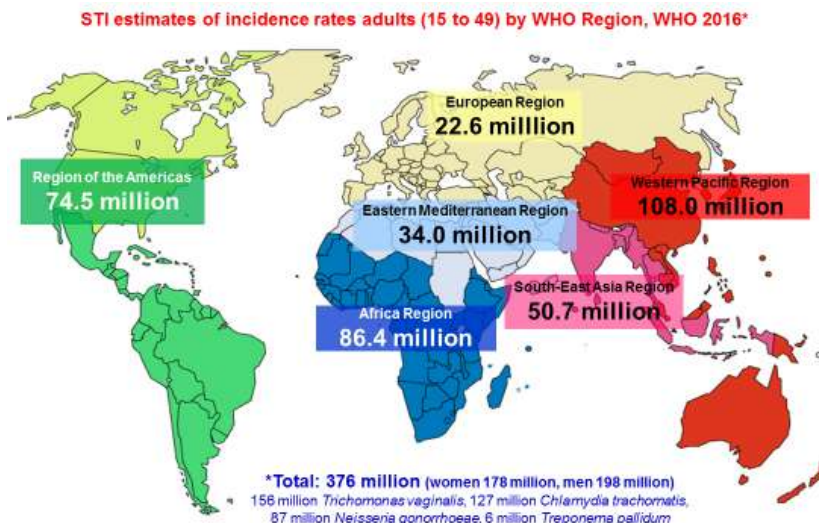 STI estimates of incidence rates adults (15 to 49) by WHO Region, WHO 2016*
European Region
22.6 milllion
Region of the Americas
74.5 million
Western Pacific Region
108.0 million
Eastern Mediterranean Region
34.0 million
South-East Asia Region
50.7 million
Africa Region
86.4 million
*Total: 376 million (women 178 million, men 198 million)
156 million Trichomonas vaginalis, 127 million Chlamydia trachomatis,
87 million Neisseria gonorrhoeae, 6 million Treponema pallidum